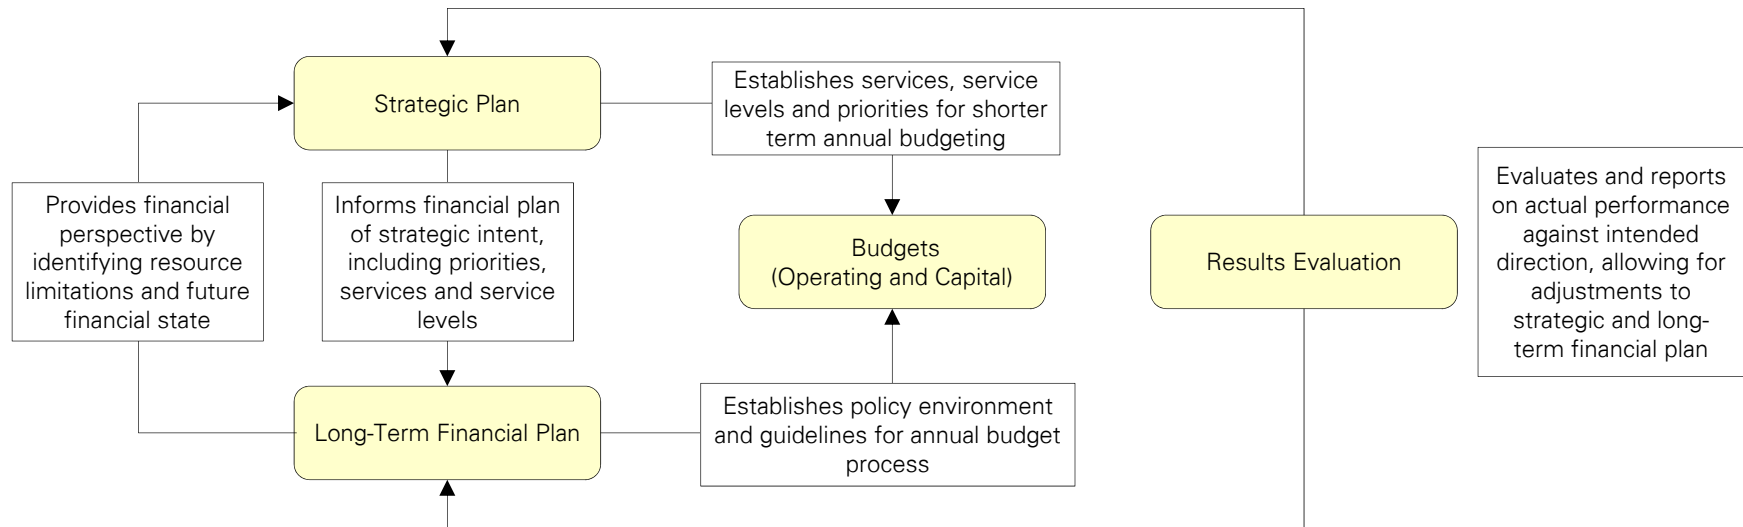 Strategic Plan
Establishes services, service
levels and priorities for shorter
term annual budgeting
Provides financial
perspective by
identifying resource
limitations and future
financial state
Informs financial plan
of strategic intent,
including priorities,
services and service
levels
Budgets
(Operating and Capital)
Results Evaluation
Evaluates and reports
on actual performance
against intended
direction, allowing for
adjustments to
strategic and long-
term financial plan
Long-Term Financial Plan
Establishes policy environment
and guidelines for annual budget
process